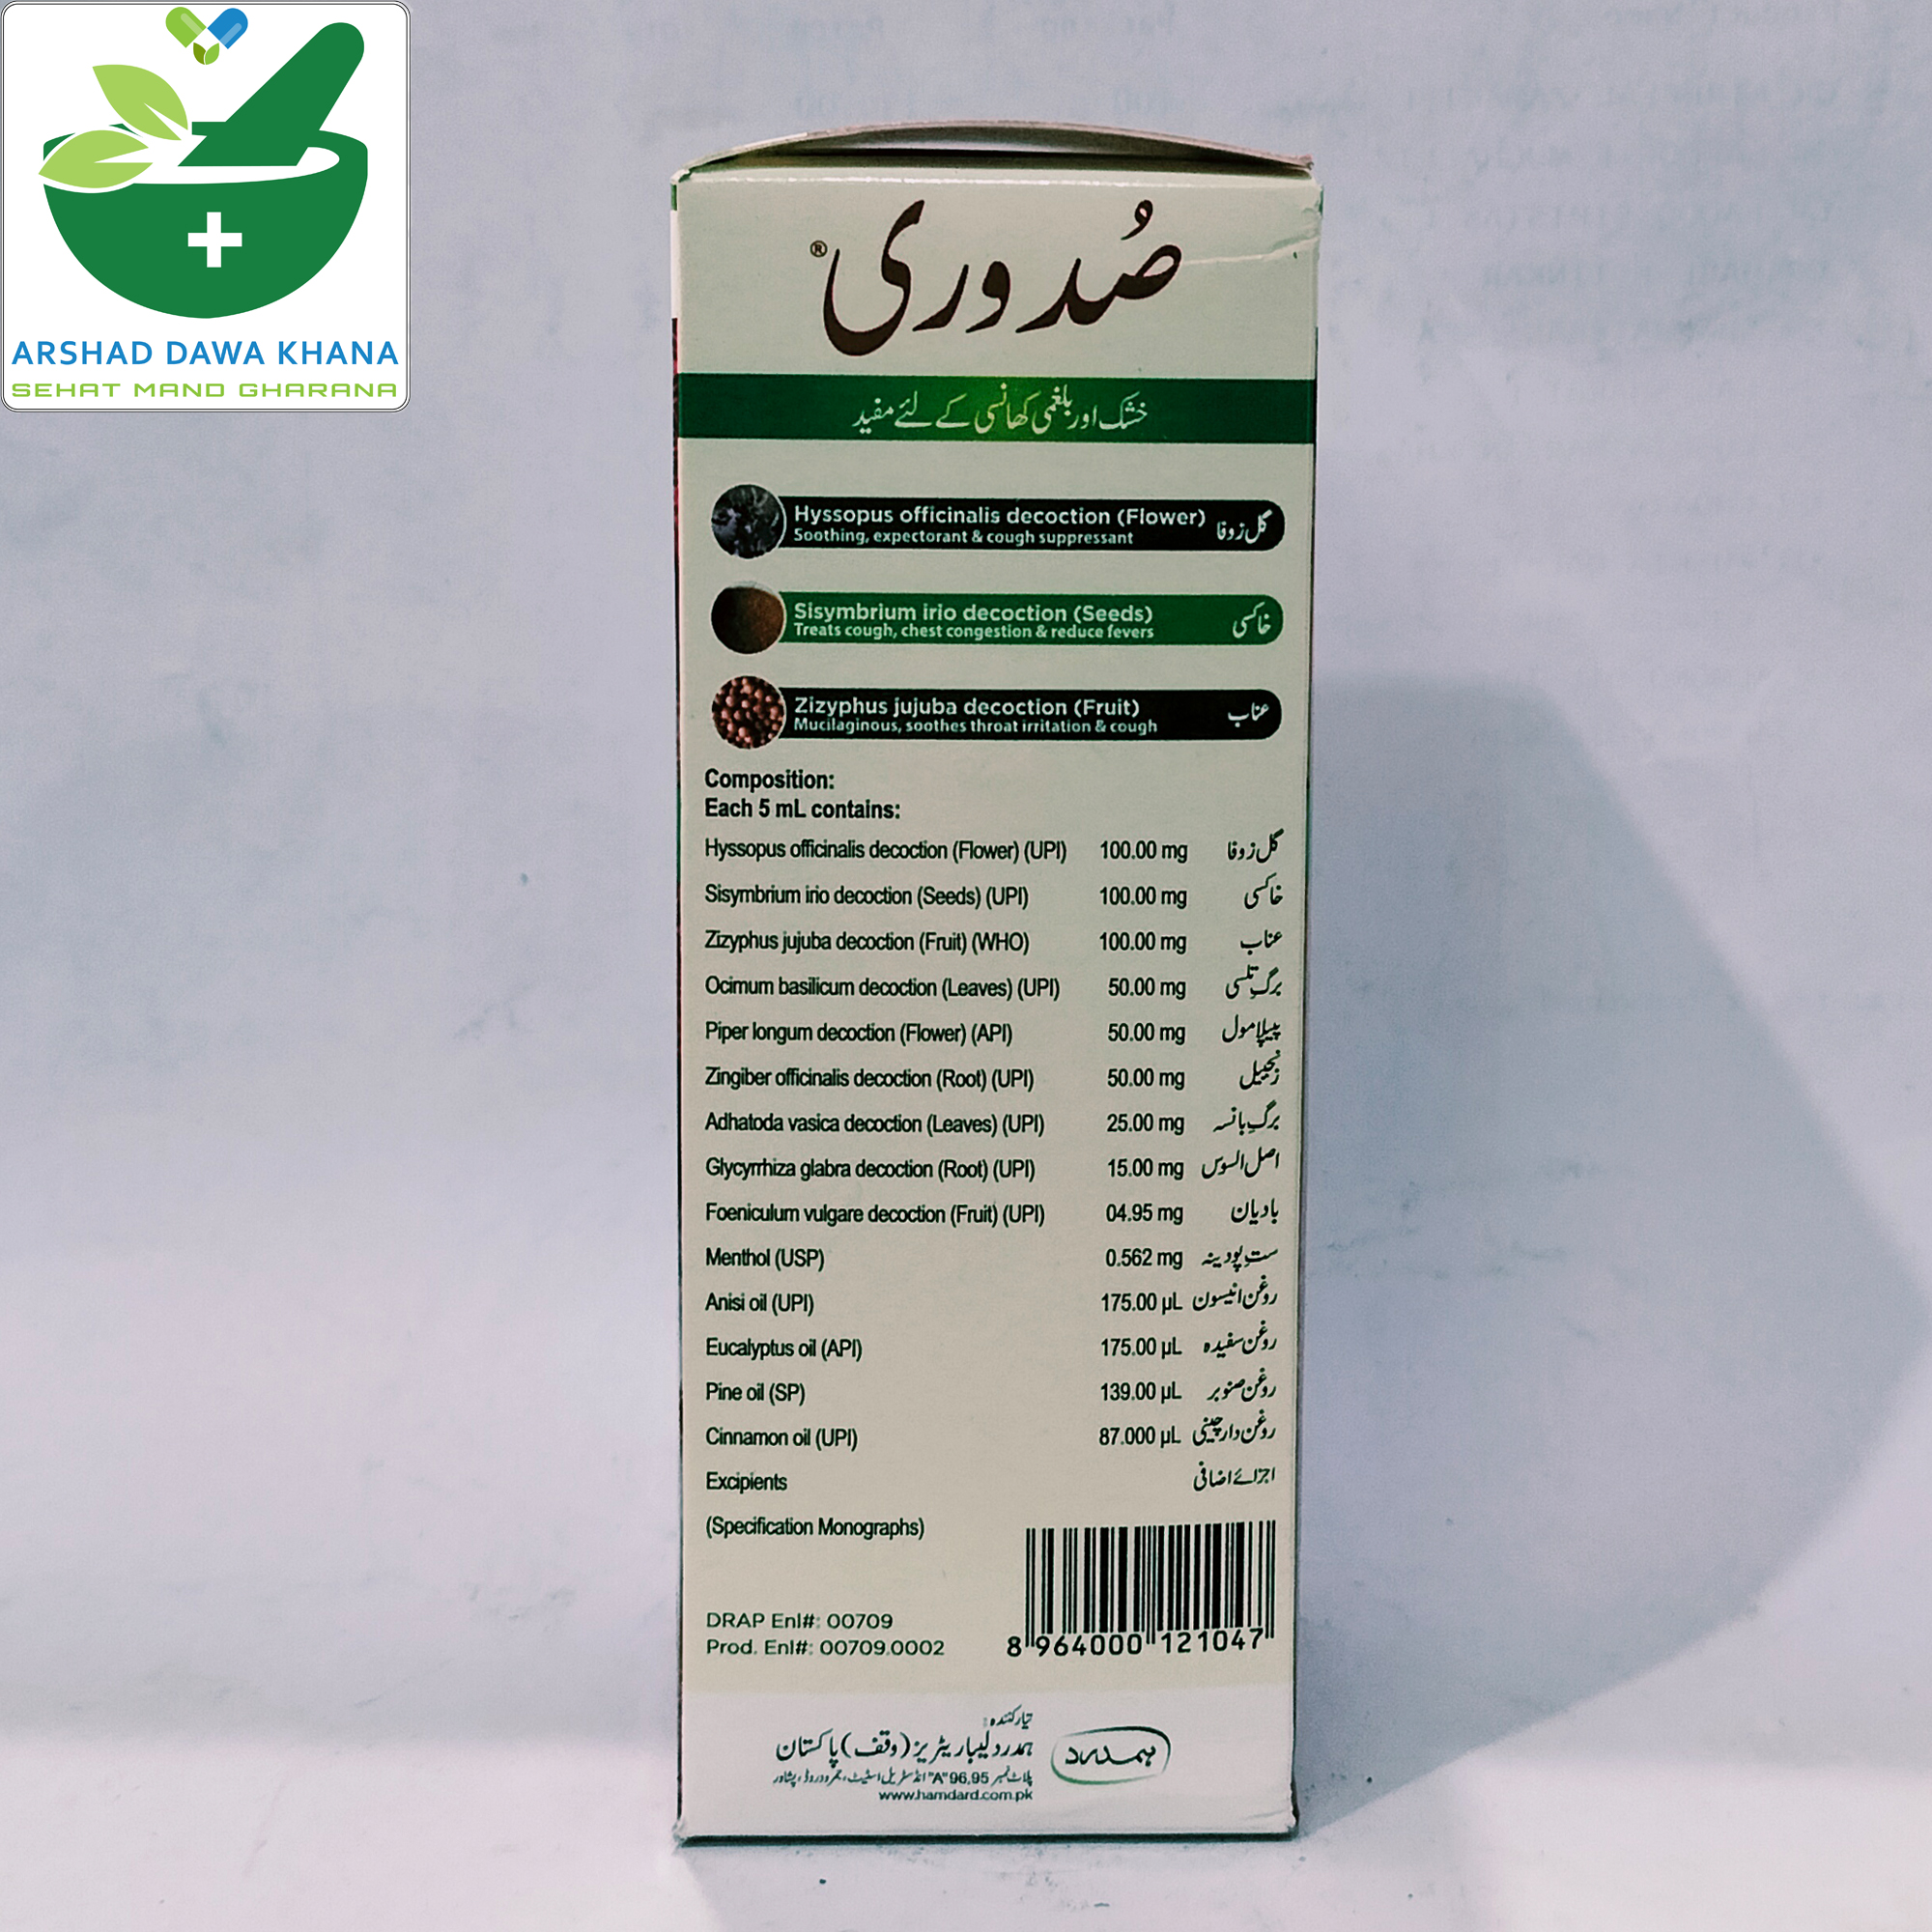 ARSHAD DAWA KHANA
SEHAT MAND GHARANA
صُدوری ®
خشک اور بلغمی کھانسی کے لئے مفید
Hyssopus officinalis decoction (Flower) گل زوفا
Soothing, expectorant & cough suppressant
Sisymbrium irio decoction (Seeds) خاکسی
Treats cough, chest congestion & reduce fevers
Zizyphus jujuba decoction (Fruit) عناب
Mucilaginous, soothes throat irritation & cough
Composition:
Each 5 mL contains:
Hyssopus officinalis decoction (Flower) (UPI) 100.00 mg گل زوفا
Sisymbrium irio decoction (Seeds) (UPI) 100.00 mg خاکسی
Zizyphus jujuba decoction (Fruit) (WHO) 100.00 mg عناب
Ocimum basilicum decoction (Leaves) (UPI) 50.00 mg برگِ تلسی
Piper longum decoction (Flower) (API) 50.00 mg پیپلا مول
Zingiber officinalis decoction (Root) (UPI) 50.00 mg زنجبیل
Adhatoda vasica decoction (Leaves) (UPI) 25.00 mg برگِ بانسہ
Glycyrrhiza glabra decoction (Root) (UPI) 15.00 mg اصل السوس
Foeniculum vulgare decoction (Fruit) (UPI) 04.95 mg بادیان
Menthol (USP) 0.562 mg ستِ پودینہ
Anisi oil (UPI) 175.00 µL روغن انیسون
Eucalyptus oil (API) 175.00 µL روغن سفیدہ
Pine oil (SP) 139.00 µL روغن صنوبر
Cinnamon oil (UPI) 87.000 µL روغن دارچینی
Excipients اجزائے اضافی
(Specification Monographs)
DRAP Enl#: 00709
Prod. Enl#: 00709.0002
8 964000 121047
تیار کنندہ:
ہمدرد لیبارٹریز (وقف) پاکستان
ہمدرد
پلاٹ نمبر 96,95 "A" انڈسٹریل اسٹیٹ، جمرود روڈ، پشاور
www.hamdard.com.pk